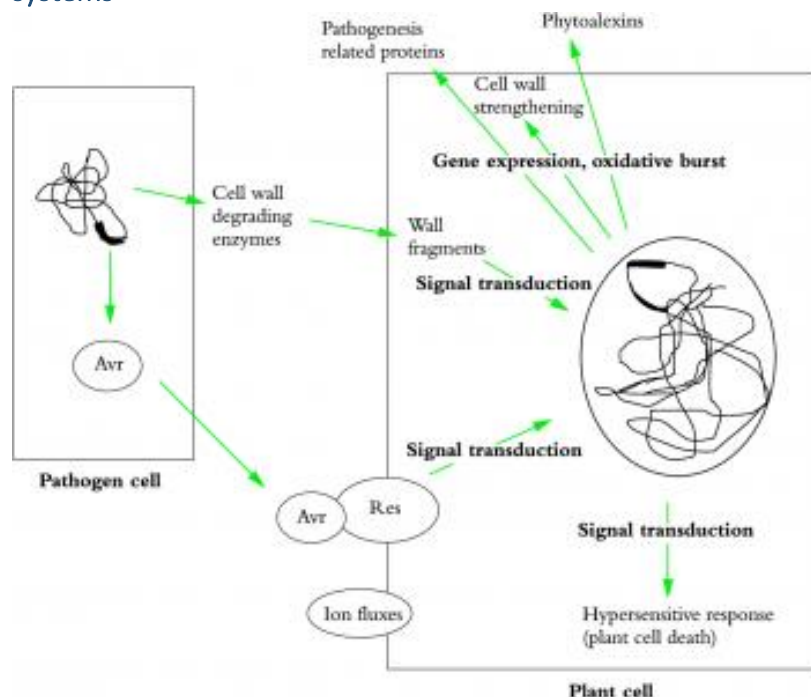 systems
Pathogenesis
related proteins
Phytoalexins
Cell wall
strengthening
Gene expression, oxidative burst
Cell wall
degrading
enzymes
Wall
fragments
Signal transduction
Avr
Signal transduction
Pathogen cell
Avr
Res
Signal transduction
Ion fluxes
Hypersensitive response
(plant cell death)
Plant cell